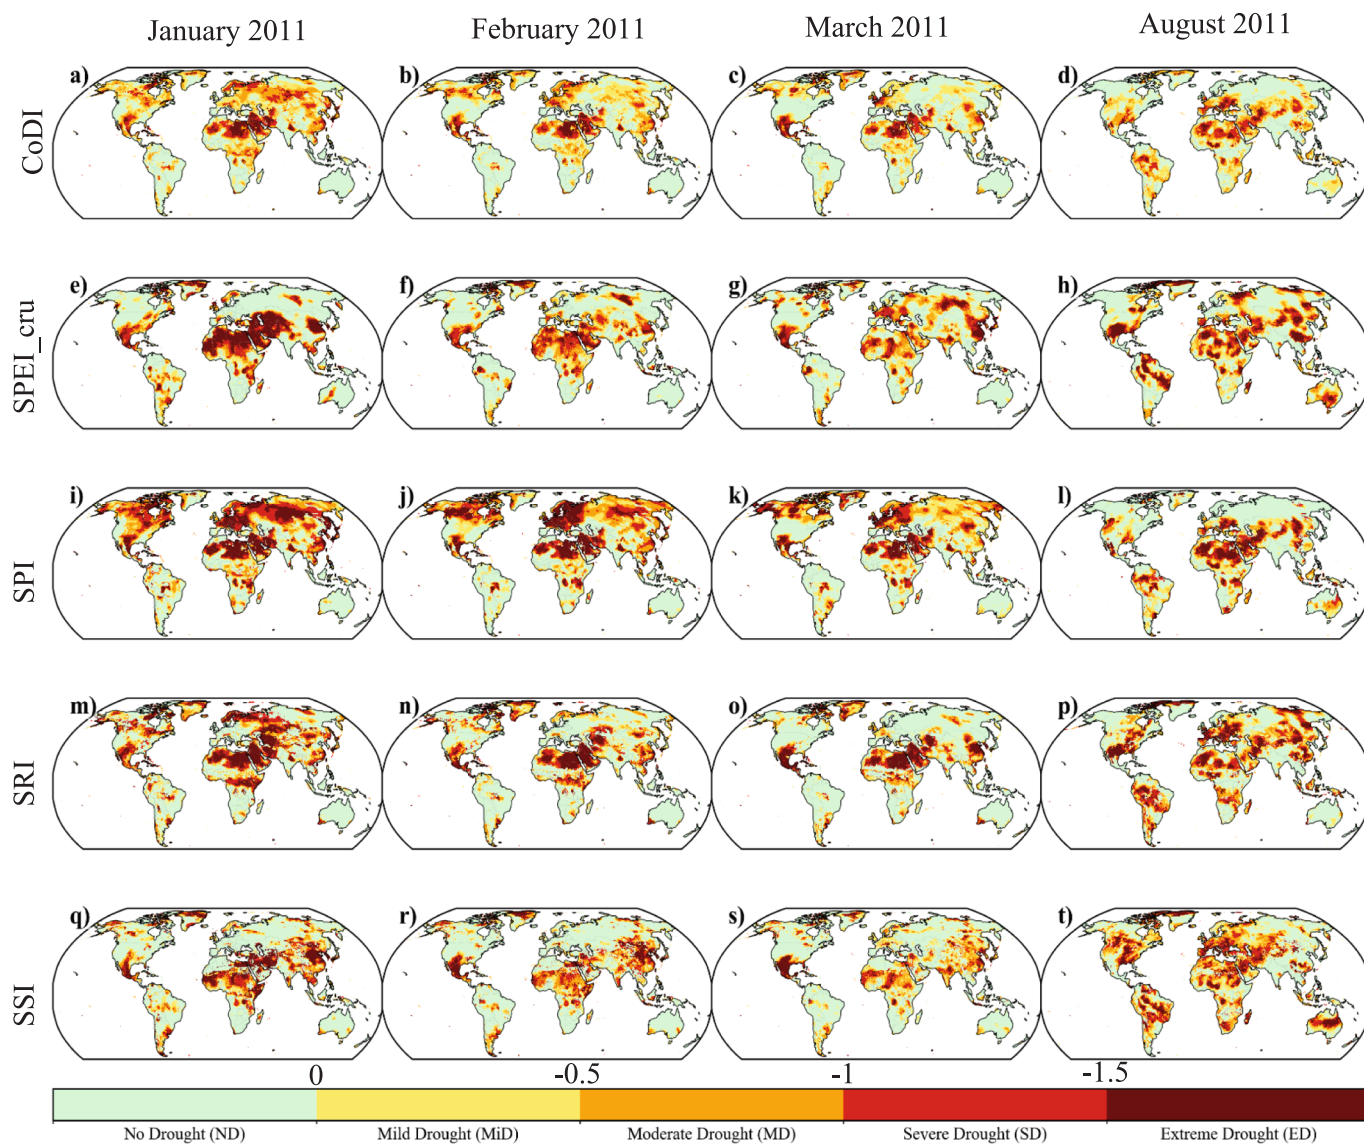 January 2011
February 2011
March 2011
August 2011
CoDI
a)
b)
c)
d)
SPEI_cru
e)
f)
g)
h)
SPI
i)
j)
k)
l)
SRI
m)
n)
o)
p)
SSI
q)
r)
s)
t)
0
-0.5
-1
-1.5
No Drought (ND)
Mild Drought (MiD)
Moderate Drought (MD)
Severe Drought (SD)
Extreme Drought (ED)